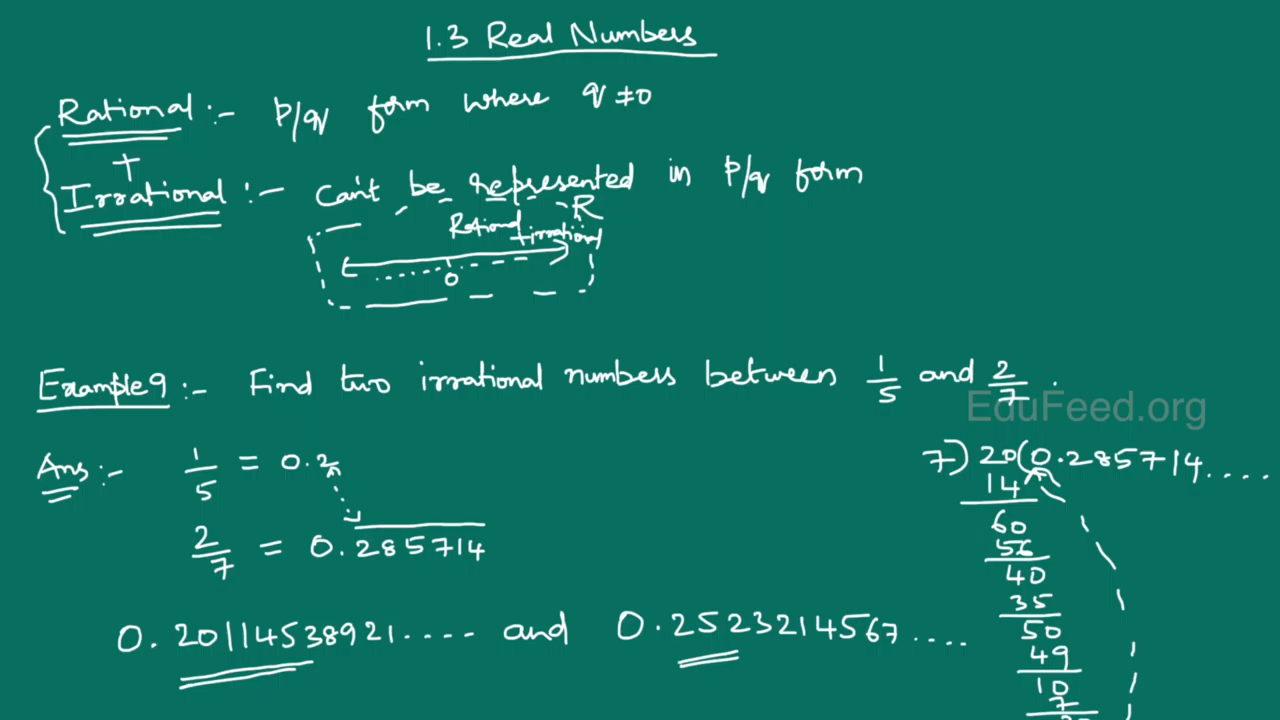 1.3 Real Numbers
Rational :- P/q form where q ≠ 0
+
Irrational :- Can't be represented in P/q form
R
Rational + irrational
0
Example 9 :- Find two irrational numbers between 1/5 and 2/7 .
EduFeed.org
Ans :- 1/5 = 0.2
2/7 = 0.285714
0.20114538921.... and 0.2523214567....
7) 20 (0.285714....
14
60
56
40
35
50
49
10
7